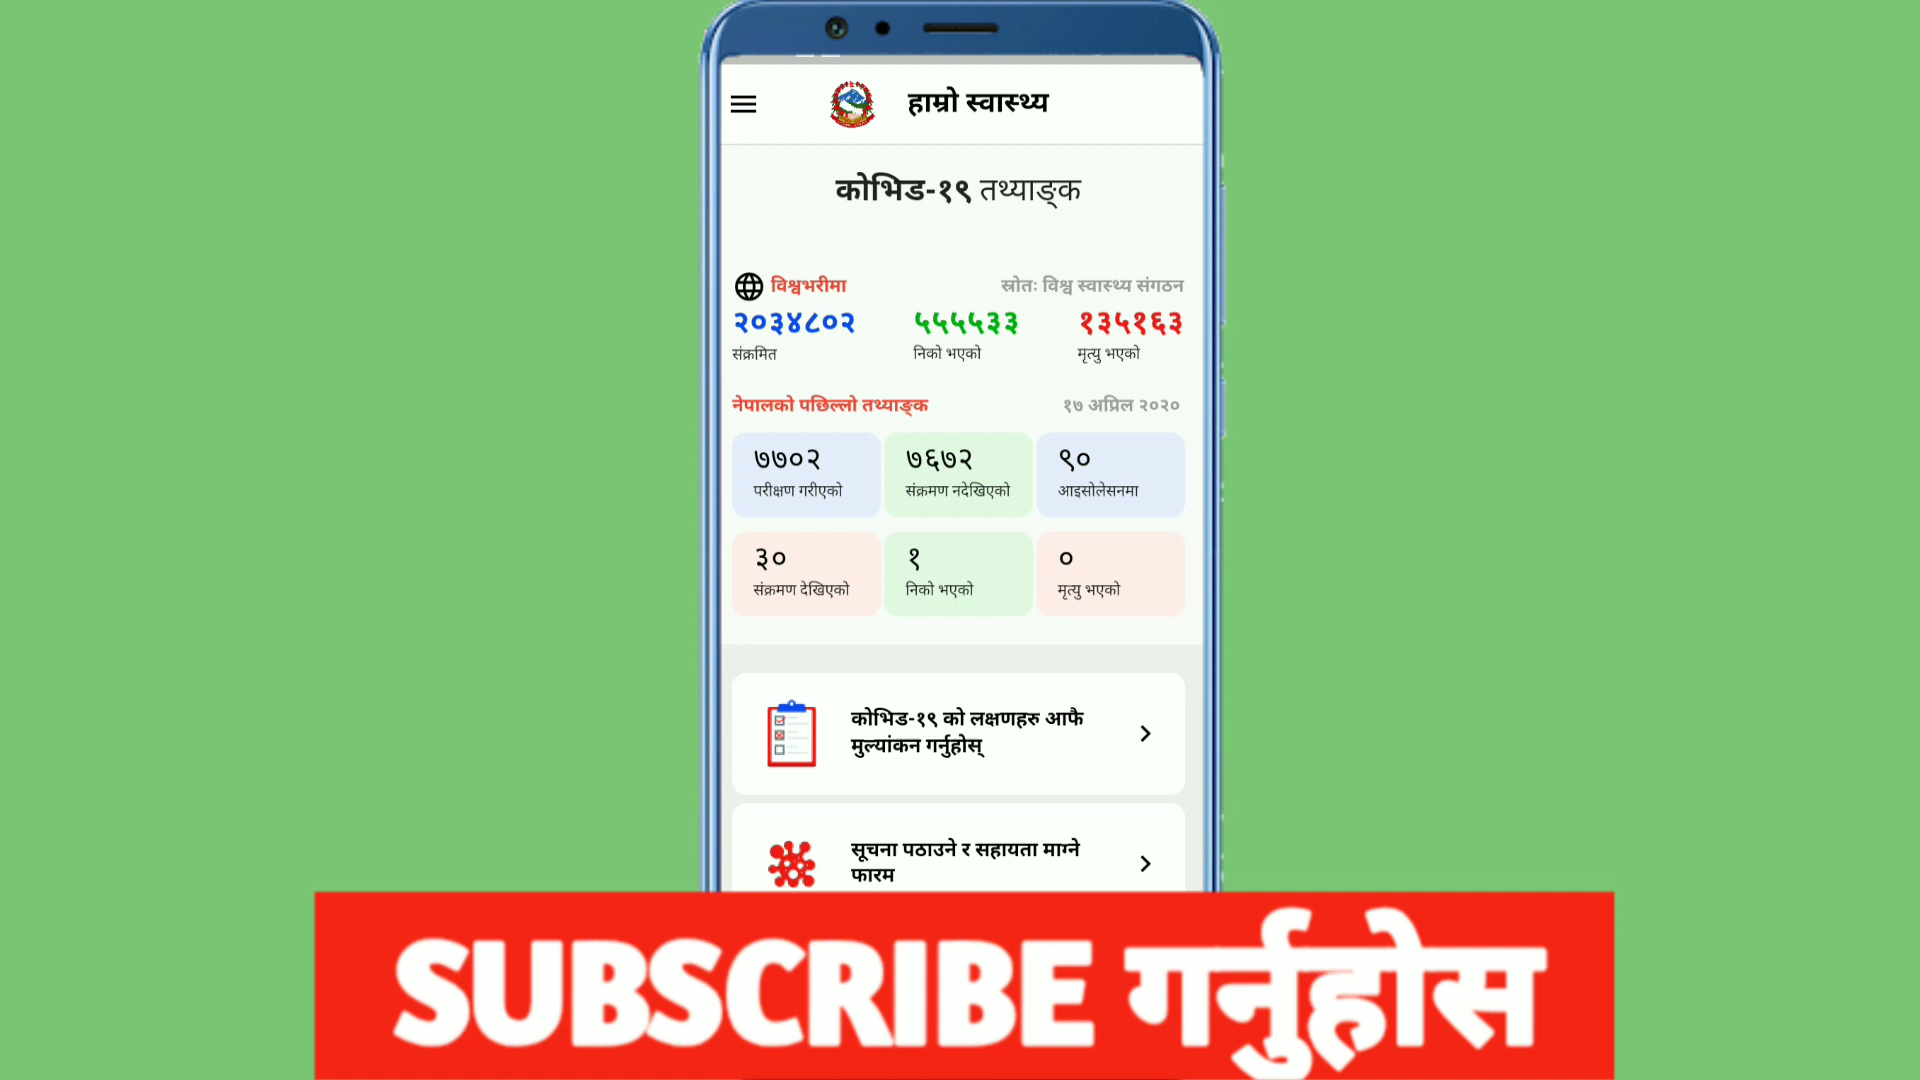 हाम्रो स्वास्थ्य
कोभिड-१९ तथ्याङ्क
विश्वभरीमा
स्रोतः विश्व स्वास्थ्य संगठन
२०३४८०२
५५५५३३
१३५१६३
संक्रमित
निको भएको
मृत्यु भएको
नेपालको पछिल्लो तथ्याङ्क
१७ अप्रिल २०२०
७७०२
७६७२
९०
परीक्षण गरीएको
संक्रमण नदेखिएको
आइसोलेसनमा
३०
१
०
संक्रमण देखिएको
निको भएको
मृत्यु भएको
कोभिड-१९ को लक्षणहरु आफै
मुल्यांकन गर्नुहोस्
सूचना पठाउने र सहायता माग्ने
फारम
SUBSCRIBE गर्नुहोस